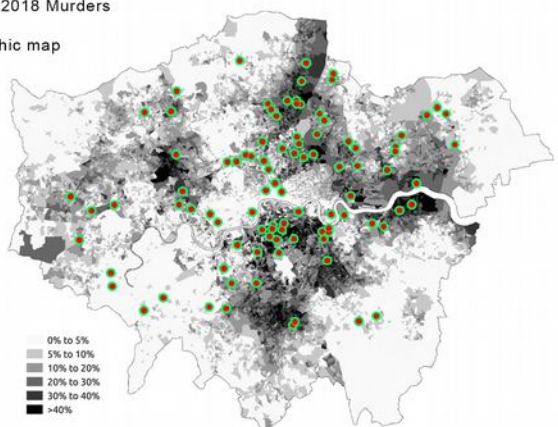 2018 Murders
hic map
0% to 5%
5% to 10%
10% to 20%
20% to 30%
30% to 40%
>40%